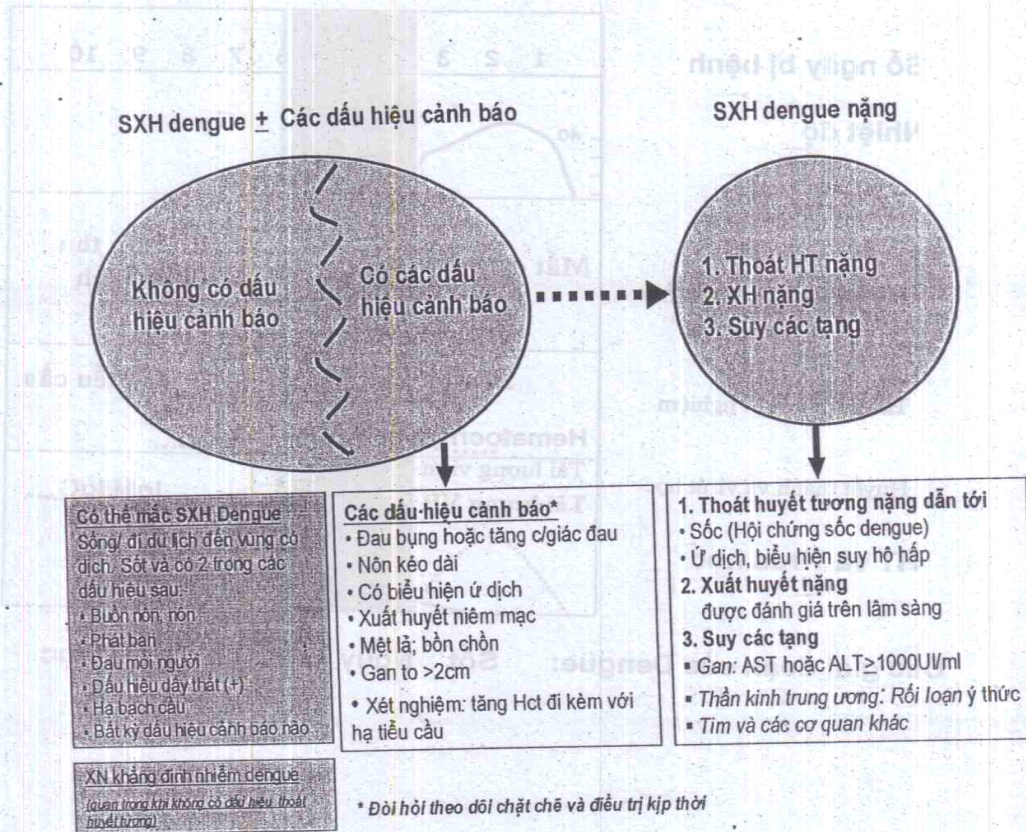 SXH dengue ± Các dấu hiệu cảnh báo
SXH dengue nặng
Không có dấu
hiệu cảnh báo
Có các dấu
hiệu cảnh báo
1. Thoát HT nặng
2. XH nặng
3. Suy các tạng
Có thể mắc SXH Dengue
Sống/ đi du lịch đến vùng có
dịch. Sốt và có 2 trong các
dấu hiệu sau:
• Buồn nôn, nôn
• Phát ban
• Đau mỏi người
• Dấu hiệu dây thắt (+)
• Hạ bạch cầu
• Bất kỳ dấu hiệu cảnh báo nào
XN khẳng định nhiễm dengue
(quan trọng khi không có dấu hiệu thoát
huyết tương)
Các dấu hiệu cảnh báo*
• Đau bụng hoặc tăng c/giác đau
• Nôn kéo dài
• Có biểu hiện ứ dịch
• Xuất huyết niêm mạc
• Mệt lả; bồn chồn
• Gan to >2cm
• Xét nghiệm: tăng Hct đi kèm với
hạ tiểu cầu
1. Thoát huyết tương nặng dẫn tới
• Sốc (Hội chứng sốc dengue)
• Ứ dịch, biểu hiện suy hô hấp
2. Xuất huyết nặng
được đánh giá trên lâm sàng
3. Suy các tạng
▪ Gan: AST hoặc ALT≥1000UI/ml
▪ Thần kinh trung ương: Rối loạn ý thức
▪ Tim và các cơ quan khác
* Đòi hỏi theo dõi chặt chẽ và điều trị kịp thời